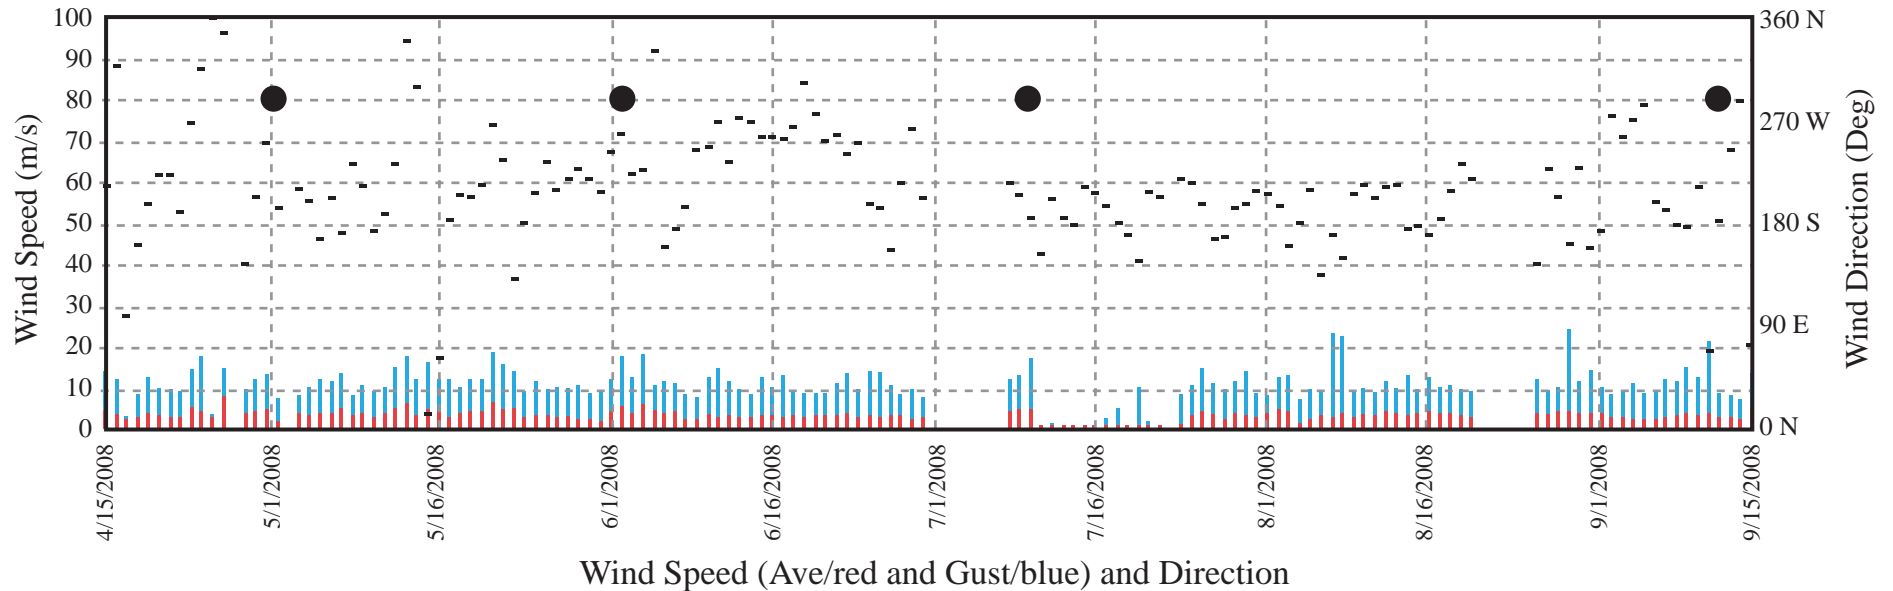 100
90
80
70
60
50
40
30
20
10
0
Wind Speed (m/s)
360 N
270 W
180 S
90 E
0 N
Wind Direction (Deg)
4/15/2008
5/1/2008
5/16/2008
6/1/2008
6/16/2008
7/1/2008
7/16/2008
8/1/2008
8/16/2008
9/1/2008
9/15/2008
Wind Speed (Ave/red and Gust/blue) and Direction